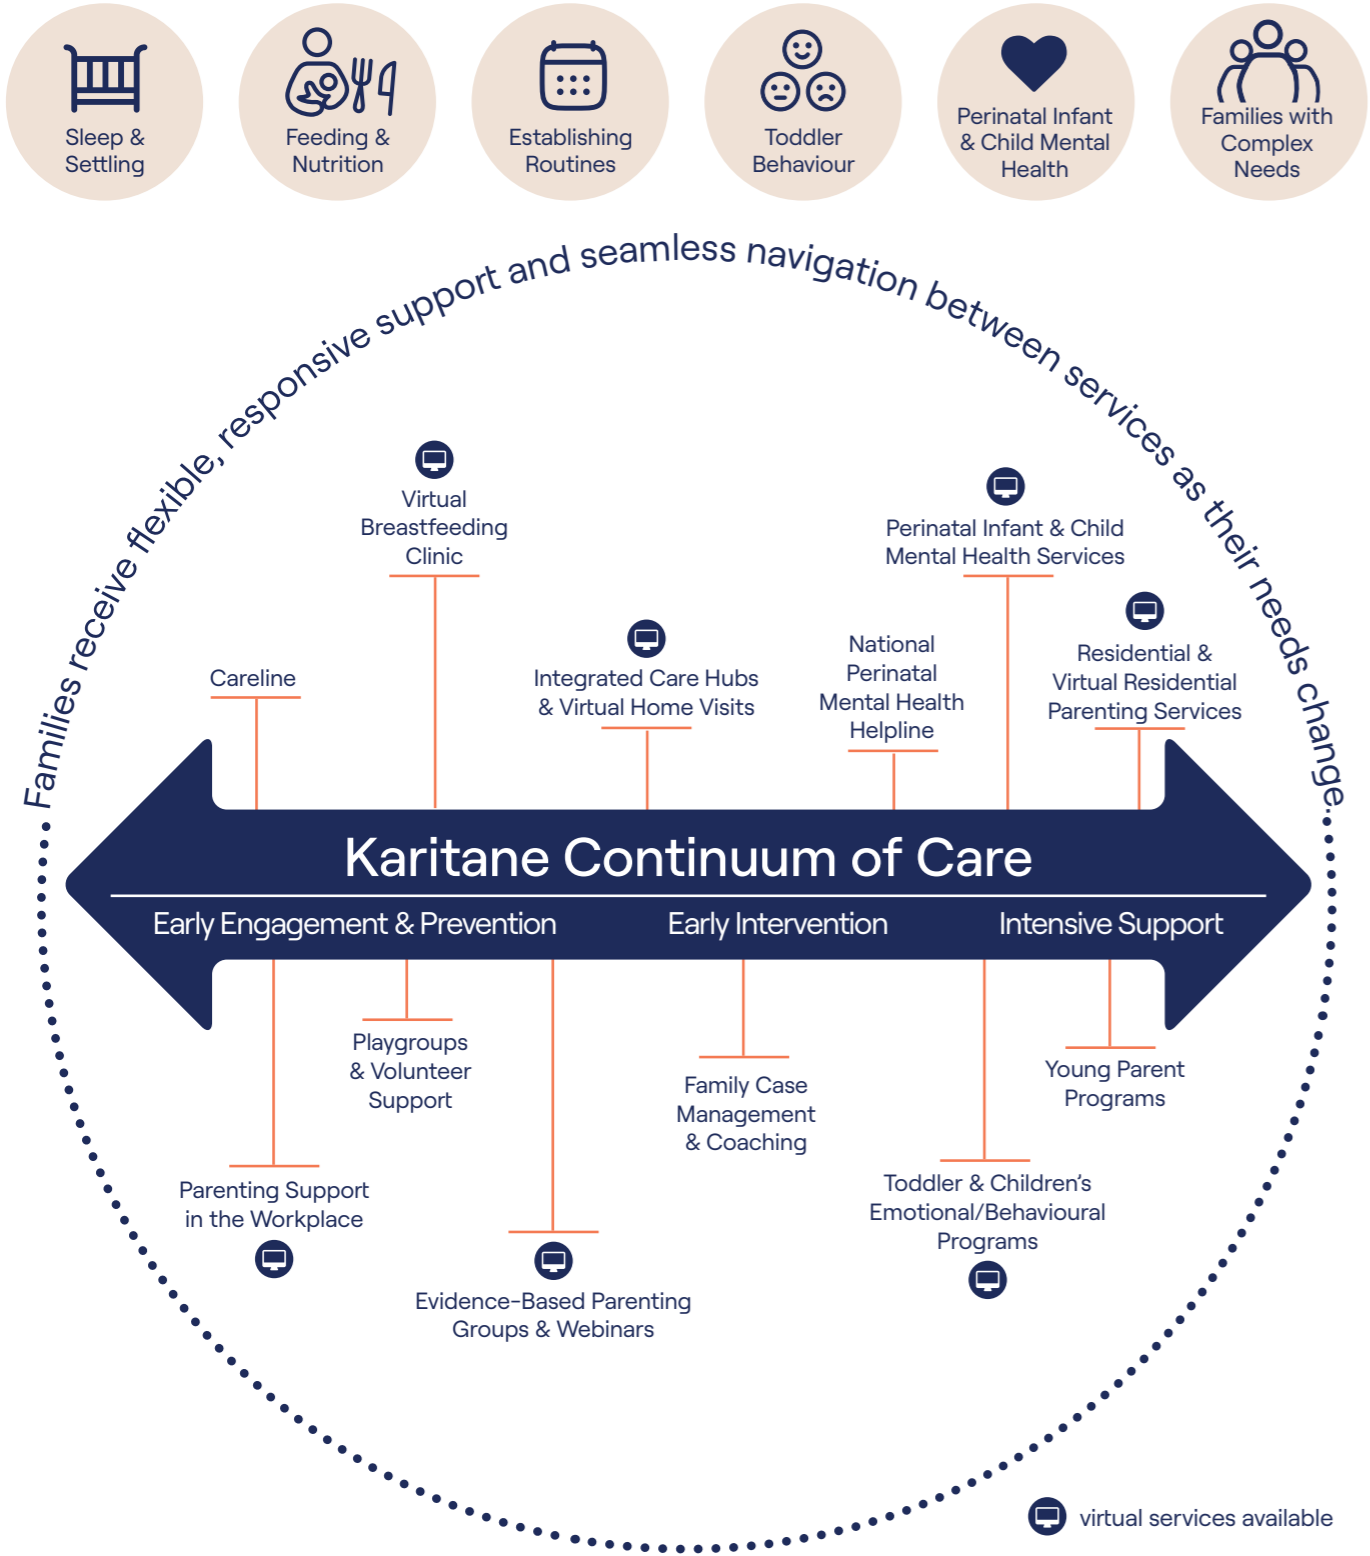 Sleep &
Settling
Feeding &
Nutrition
Establishing
Routines
Toddler
Behaviour
Perinatal Infant
& Child Mental
Health
Families with
Complex
Needs
Families receive flexible, responsive support and seamless navigation between services as their needs change.
Virtual
Breastfeeding
Clinic
Perinatal Infant & Child
Mental Health Services
Careline
Integrated Care Hubs
& Virtual Home Visits
National
Perinatal
Mental Health
Helpline
Residential &
Virtual Residential
Parenting Services
Karitane Continuum of Care
Early Engagement & Prevention
Early Intervention
Intensive Support
Playgroups
& Volunteer
Support
Family Case
Management
& Coaching
Young Parent
Programs
Parenting Support
in the Workplace
Toddler & Children's
Emotional/Behavioural
Programs
Evidence-Based Parenting
Groups & Webinars
virtual services available